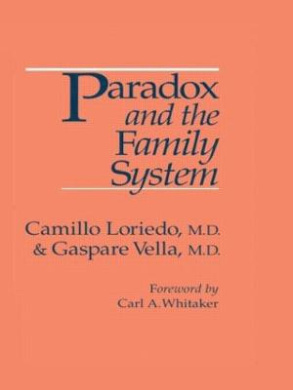 Paradox
and the
Family
System
Camillo Loriedo, M.D.
& Gaspare Vella, M.D.
Foreword by
Carl A. Whitaker